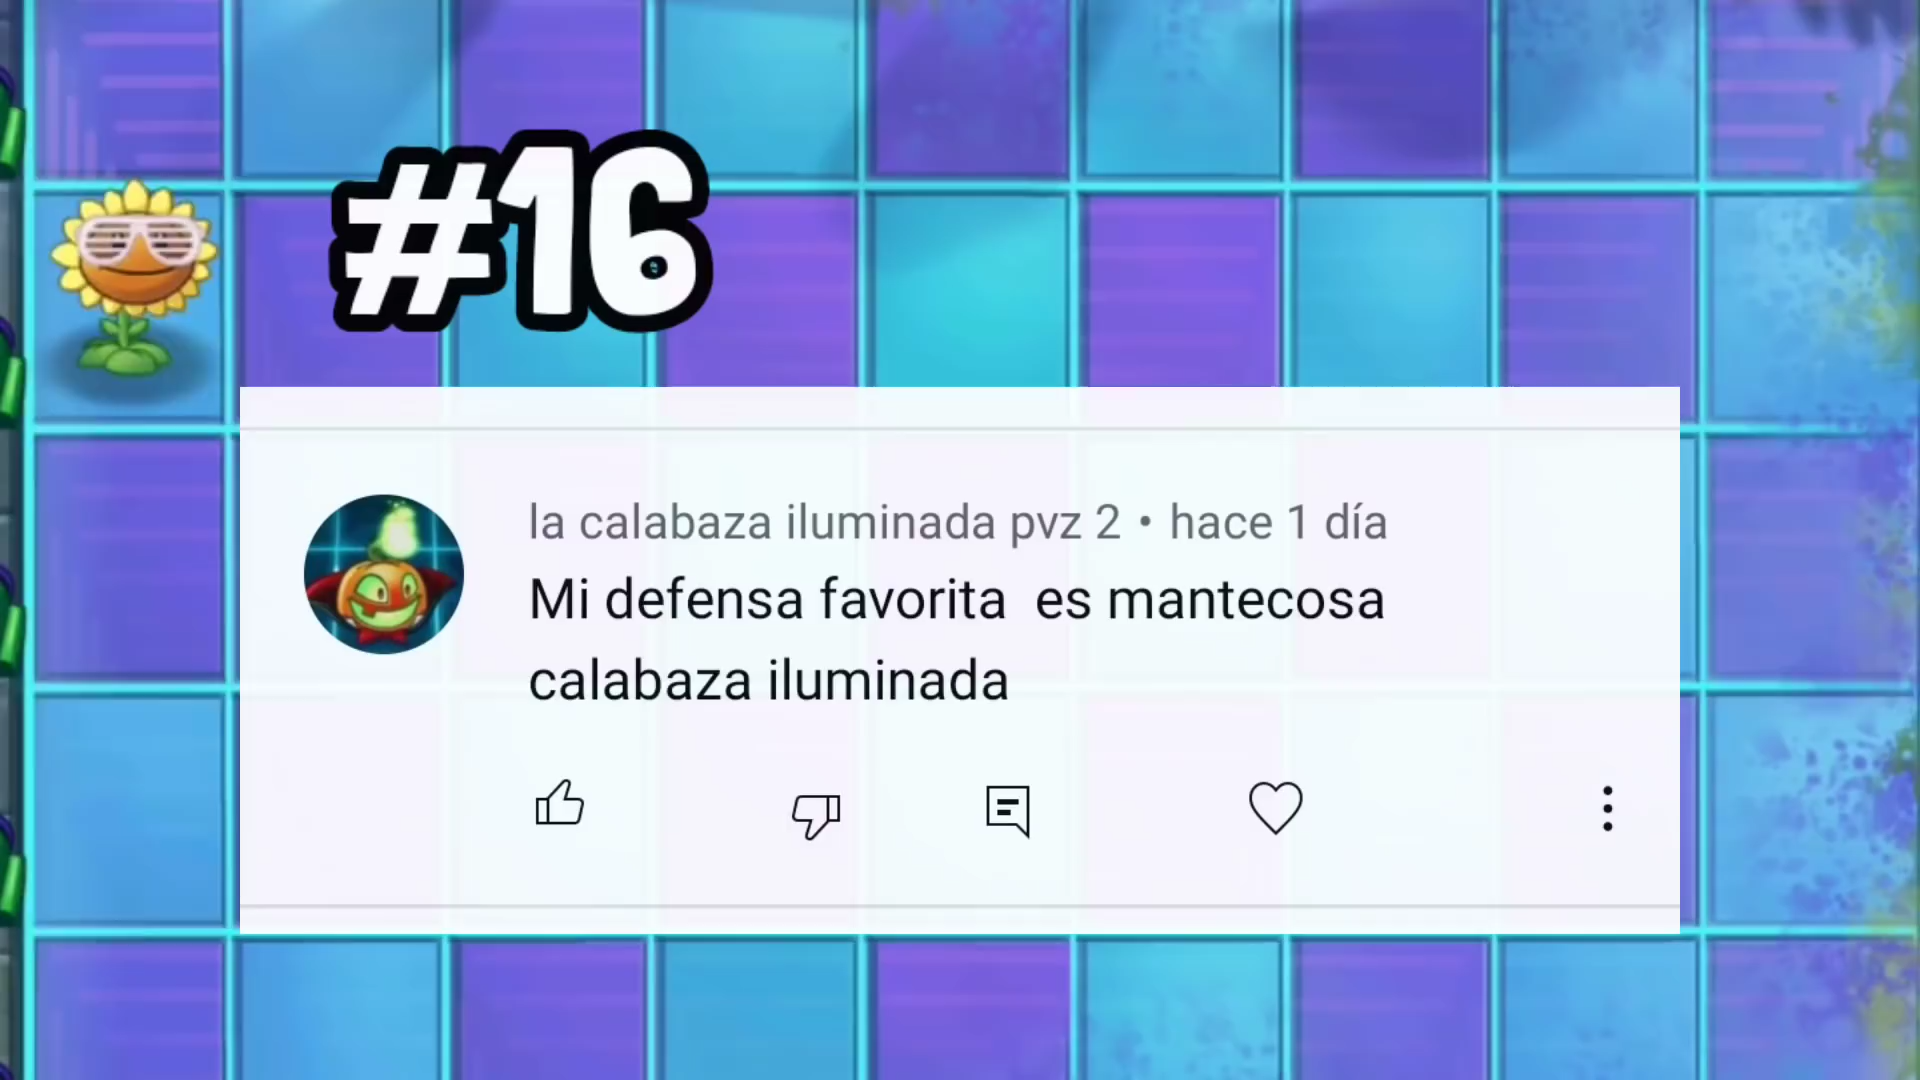 #16
la calabaza iluminada pvz 2 • hace 1 día
Mi defensa favorita  es mantecosa
calabaza iluminada